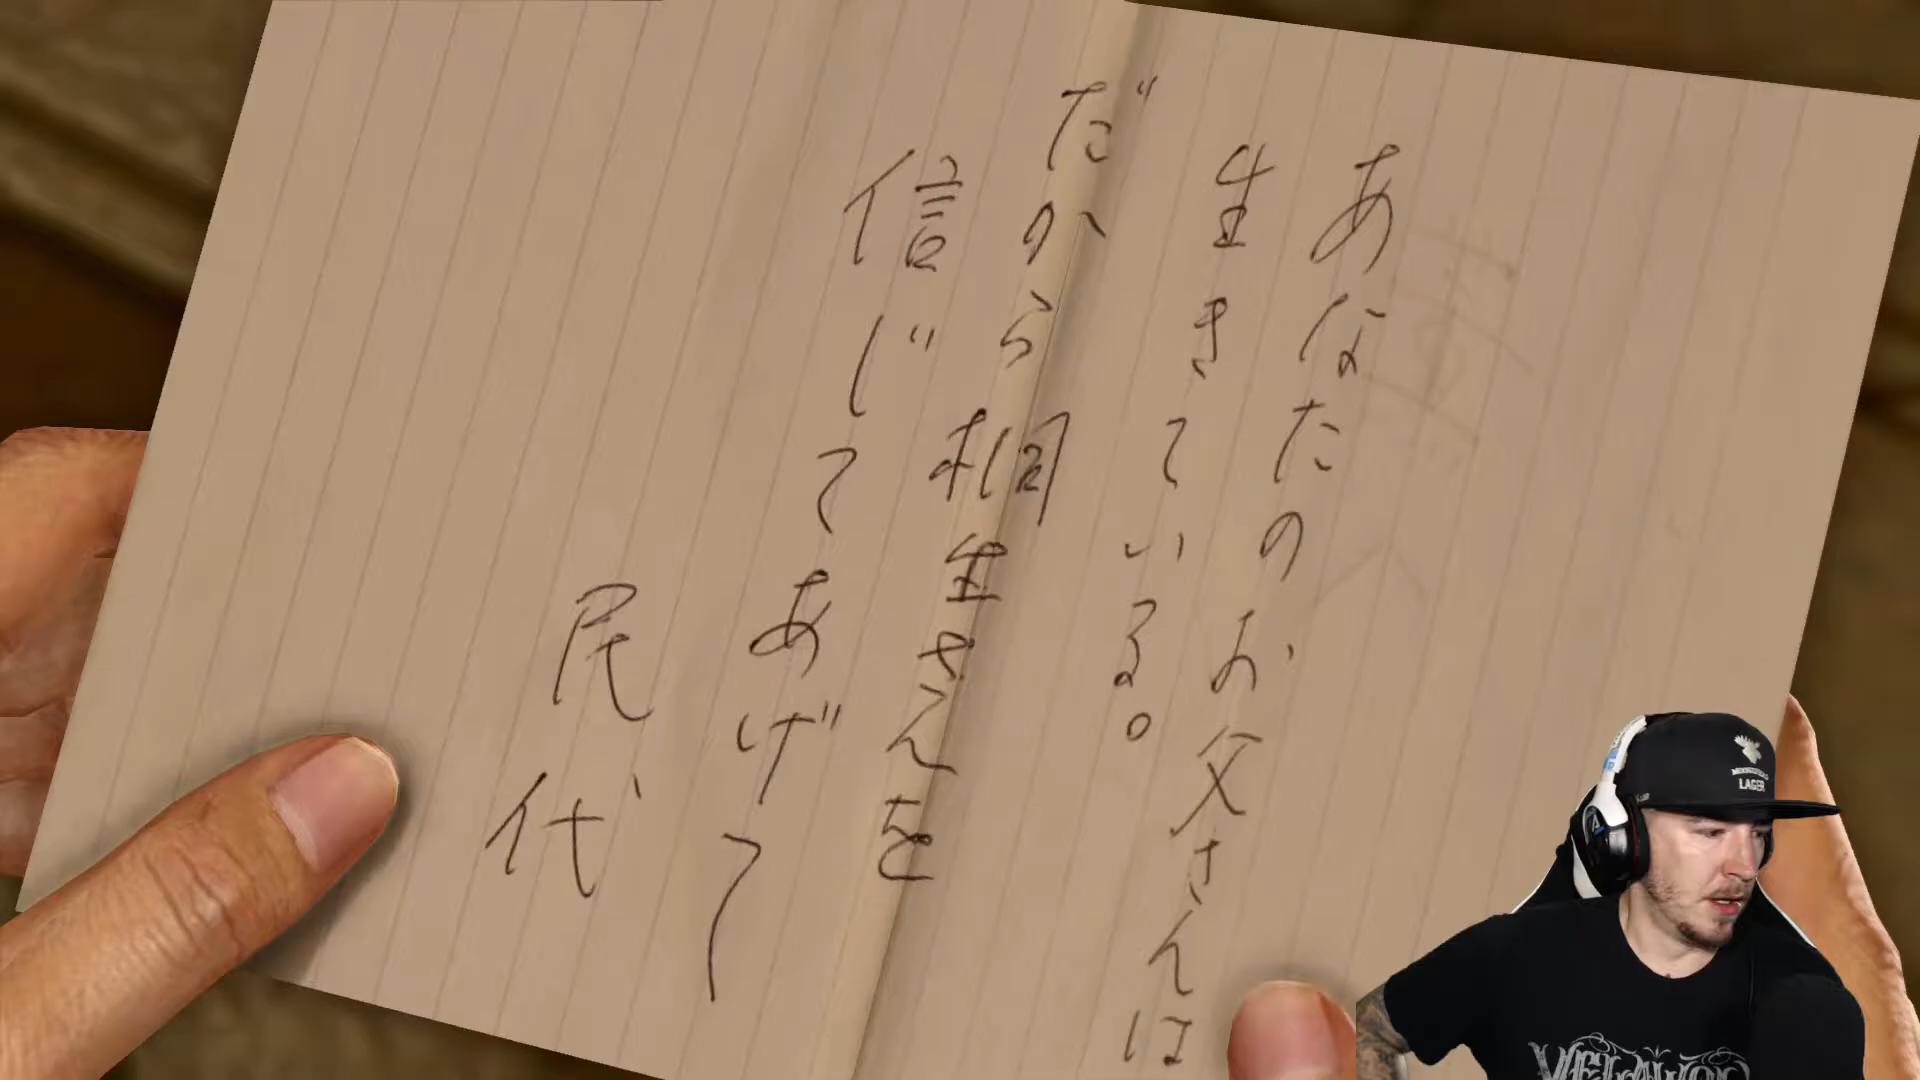 あなたのお父さんは
生きている。
だから桐生さんを
信じてあげて
民代
LAGER